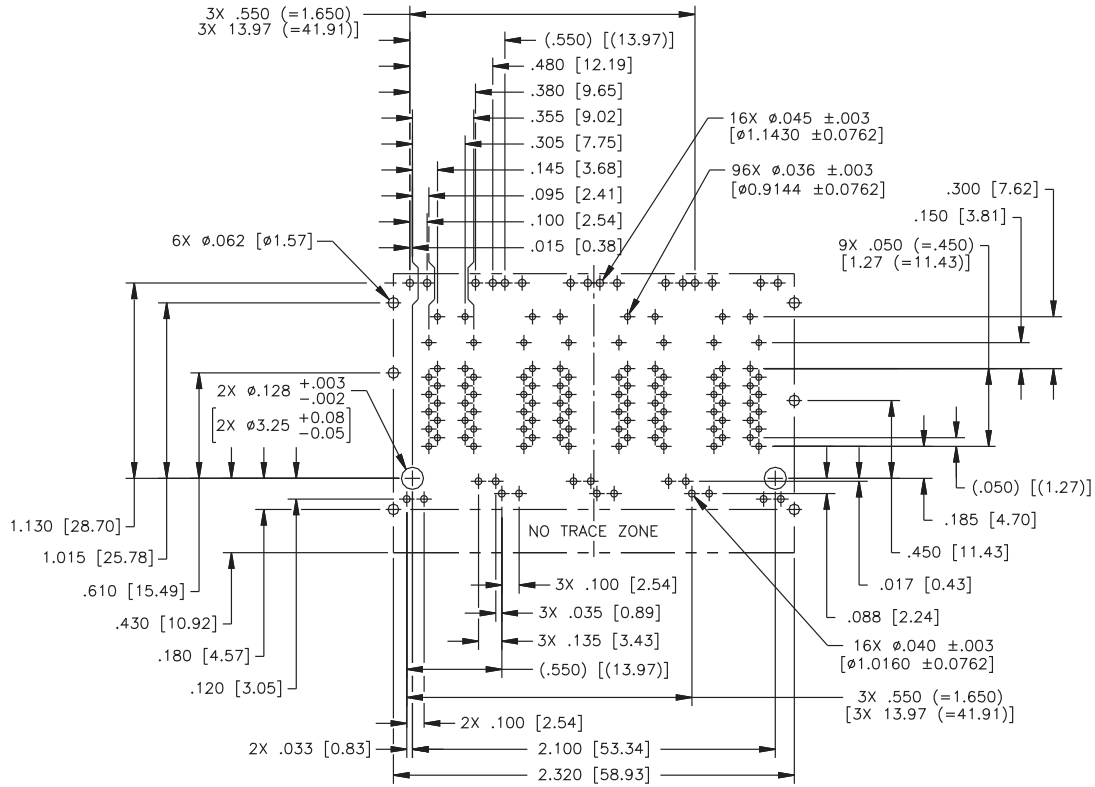 3X .550 (=1.650)
3X 13.97 (=41.91)]
(.550) [(13.97)]
.480 [12.19]
.380 [9.65]
.355 [9.02]
.305 [7.75]
.145 [3.68]
.095 [2.41]
.100 [2.54]
.015 [0.38]
16X ø.045 ±.003
[ø1.1430 ±0.0762]
96X ø.036 ±.003
[ø0.9144 ±0.0762]
.300 [7.62]
.150 [3.81]
9X .050 (=.450)
[1.27 (=11.43)]
6X ø.062 [ø1.57]
2X ø.128 +.003
-.002
[2X ø3.25 +0.08
-0.05]
1.130 [28.70]
1.015 [25.78]
.610 [15.49]
.430 [10.92]
.180 [4.57]
.120 [3.05]
NO TRACE ZONE
(.050) [(1.27)]
.185 [4.70]
.450 [11.43]
.017 [0.43]
.088 [2.24]
16X ø.040 ±.003
[ø1.0160 ±0.0762]
3X .100 [2.54]
3X .035 [0.89]
3X .135 [3.43]
(.550) [(13.97)]
3X .550 (=1.650)
[3X 13.97 (=41.91)]
2X .100 [2.54]
2X .033 [0.83]
2.100 [53.34]
2.320 [58.93]